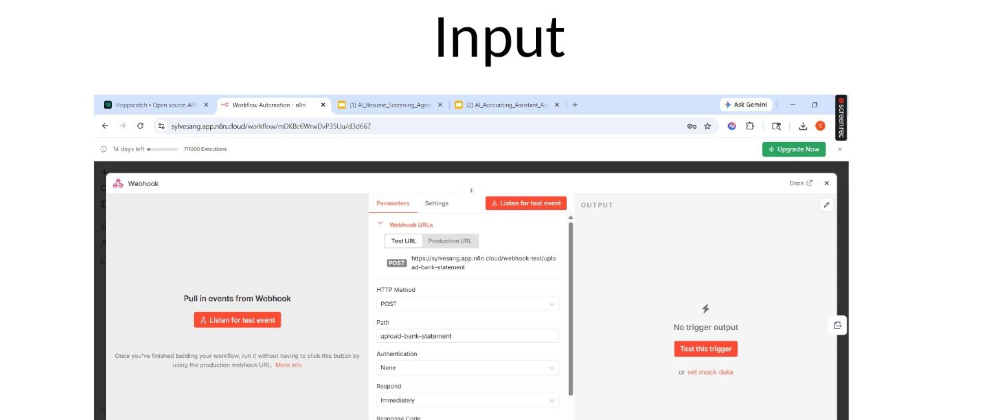 Input
Hoppscotch • Open source API
Workflow Automation - n8n
(1) AI_Resume_Screening_Agen
(2) AI_Accounting_Assistant_Ag
Ask Gemini
screenrec
sylvesang.app.n8n.cloud/workflow/mDKBc6WrwDvP35Uu/d3d667
S
14 days left
7/1000 Executions
Upgrade Now
Webhook
Docs
Parameters
Settings
Listen for test event
OUTPUT
Webhook URLs
Test URL
Production URL
POST
https://sylvesang.app.n8n.cloud/webhook-test/uplo
ad-bank-statement
HTTP Method
POST
Pull in events from Webhook
Listen for test event
Path
upload-bank-statement
No trigger output
Test this trigger
or set mock data
Once you've finished building your workflow, run it without having to click this button by
using the production webhook URL. More info
Authentication
None
Respond
Immediately
Response Code